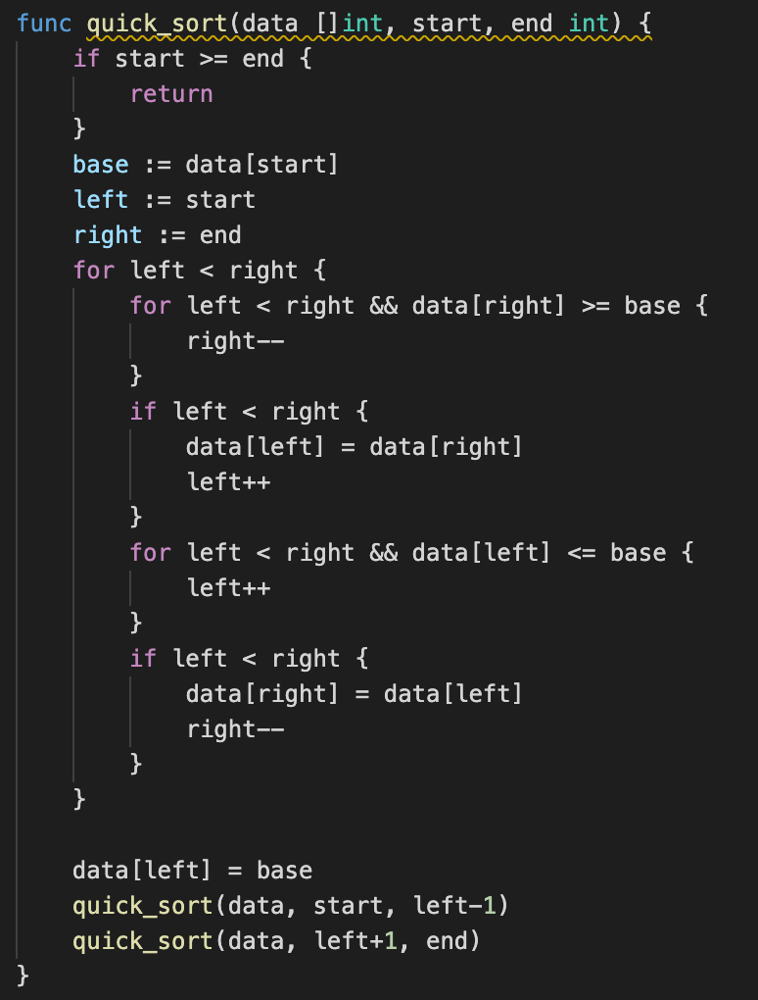 func quick_sort(data []int, start, end int) {
    if start >= end {
        return
    }
    base := data[start]
    left := start
    right := end
    for left < right {
        for left < right && data[right] >= base {
            right--
        }
        if left < right {
            data[left] = data[right]
            left++
        }
        for left < right && data[left] <= base {
            left++
        }
        if left < right {
            data[right] = data[left]
            right--
        }
    }

    data[left] = base
    quick_sort(data, start, left-1)
    quick_sort(data, left+1, end)
}